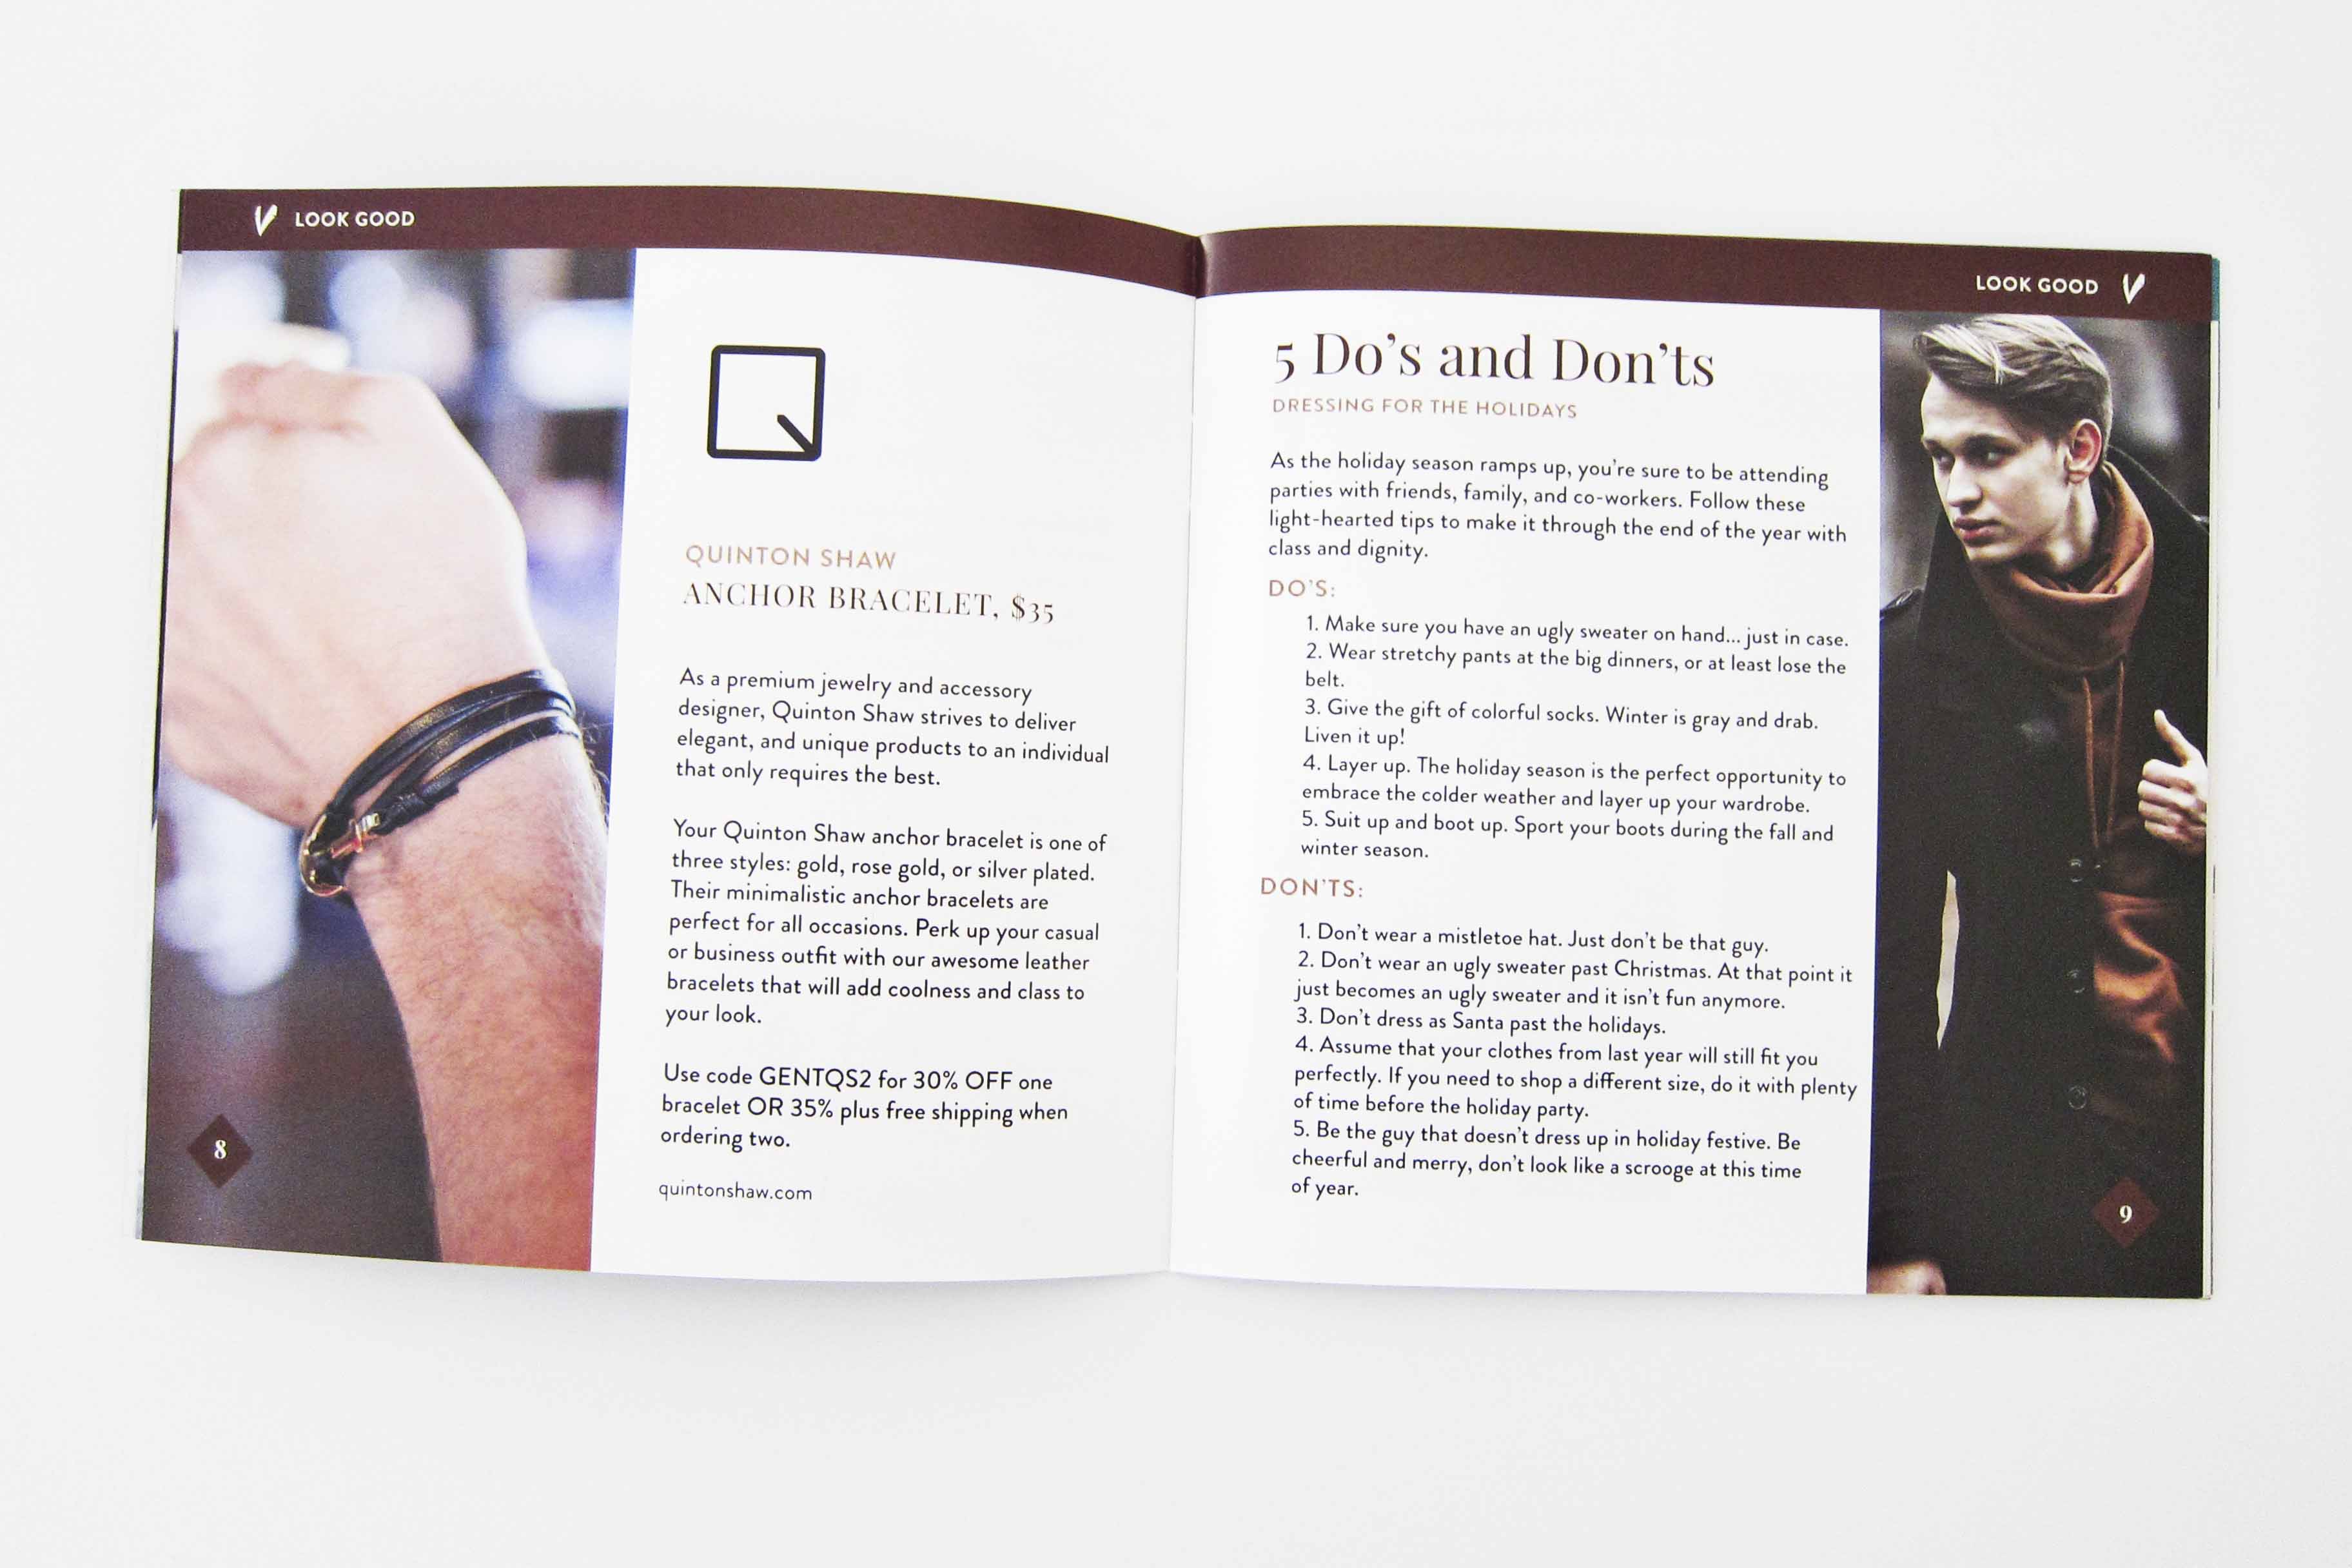 LOOK GOOD
QUINTON SHAW
ANCHOR BRACELET, $35
As a premium jewelry and accessory
designer, Quinton Shaw strives to deliver
elegant, and unique products to an individual
that only requires the best.
Your Quinton Shaw anchor bracelet is one of
three styles: gold, rose gold, or silver plated.
Their minimalistic anchor bracelets are
perfect for all occasions. Perk up your casual
or business outfit with our awesome leather
bracelets that will add coolness and class to
your look.
Use code GENTQS2 for 30% OFF one
bracelet OR 35% plus free shipping when
ordering two.
quintonshaw.com
8
LOOK GOOD
5 Do's and Don'ts
DRESSING FOR THE HOLIDAYS
As the holiday season ramps up, you're sure to be attending
parties with friends, family, and co-workers. Follow these
light-hearted tips to make it through the end of the year with
class and dignity.
DO'S:
1. Make sure you have an ugly sweater on hand... just in case.
2. Wear stretchy pants at the big dinners, or at least lose the
belt.
3. Give the gift of colorful socks. Winter is gray and drab.
Liven it up!
4. Layer up. The holiday season is the perfect opportunity to
embrace the colder weather and layer up your wardrobe.
5. Suit up and boot up. Sport your boots during the fall and
winter season.
DON'TS:
1. Don't wear a mistletoe hat. Just don't be that guy.
2. Don't wear an ugly sweater past Christmas. At that point it
just becomes an ugly sweater and it isn't fun anymore.
3. Don't dress as Santa past the holidays.
4. Assume that your clothes from last year will still fit you
perfectly. If you need to shop a different size, do it with plenty
of time before the holiday party.
5. Be the guy that doesn't dress up in holiday festive. Be
cheerful and merry, don't look like a scrooge at this time
of year.
9